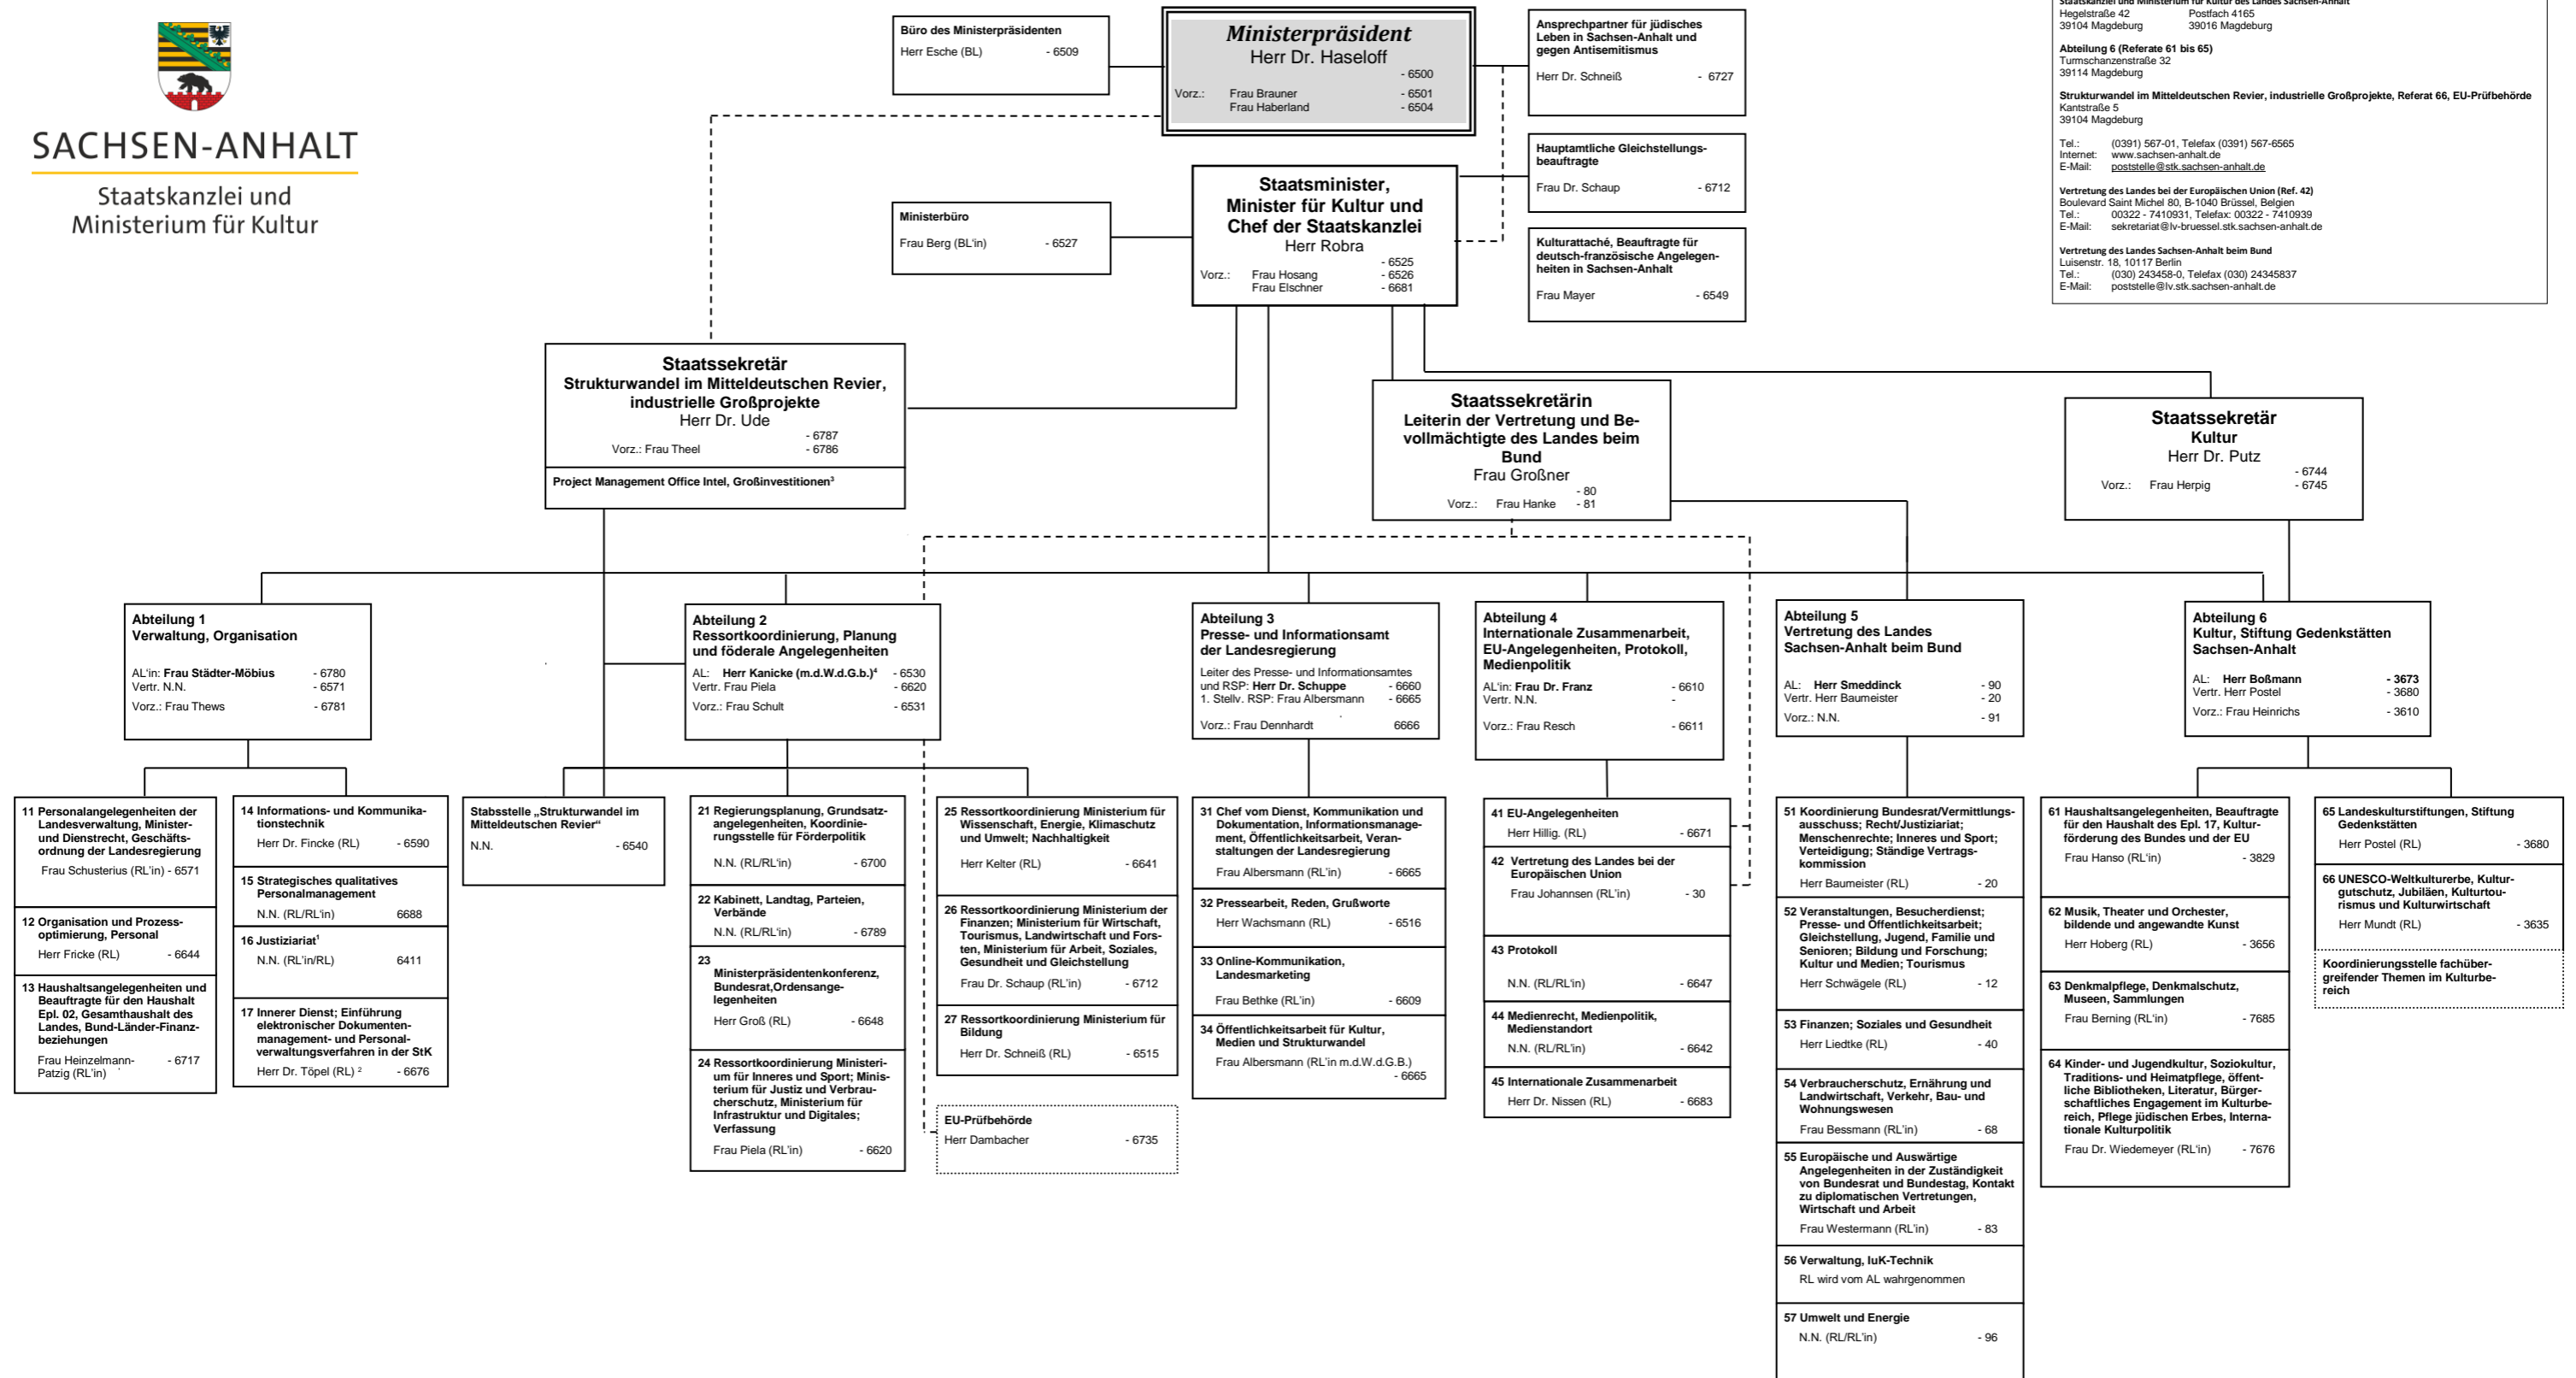 SACHSEN-ANHALT
Staatskanzlei und
Ministerium für Kultur
Büro des Ministerpräsidenten
Herr Esche (BL) - 6509
Ministerpräsident
Herr Dr. Haseloff
- 6500
Vorz.: Frau Brauner - 6501
Frau Haberland - 6504
Ansprechpartner für jüdisches
Leben in Sachsen-Anhalt und
gegen Antisemitismus
Herr Dr. Schneiß - 6727
Staatskanzlei und Ministerium für Kultur des Landes Sachsen-Anhalt
Hegelstraße 42 Postfach 4165
39104 Magdeburg 39016 Magdeburg
Abteilung 6 (Referate 61 bis 65)
Turmschanzenstraße 32
39114 Magdeburg
Strukturwandel im Mitteldeutschen Revier, industrielle Großprojekte, Referat 66, EU-Prüfbehörde
Kantstraße 5
39104 Magdeburg
Tel.: (0391) 567-01, Telefax (0391) 567-6565
Internet: www.sachsen-anhalt.de
E-Mail: poststelle@stk.sachsen-anhalt.de
Vertretung des Landes bei der Europäischen Union (Ref. 42)
Boulevard Saint Michel 80, B-1040 Brüssel, Belgien
Tel.: 00322 - 7410931, Telefax: 00322 - 7410939
E-Mail: sekretariat@lv-bruessel.stk.sachsen-anhalt.de
Vertretung des Landes Sachsen-Anhalt beim Bund
Luisenstr. 18, 10117 Berlin
Tel.: (030) 243458-0, Telefax (030) 24345837
E-Mail: poststelle@lv.stk.sachsen-anhalt.de
Hauptamtliche Gleichstellungs-
beauftragte
Frau Dr. Schaup - 6712
Ministerbüro
Frau Berg (BL'in) - 6527
Staatsminister,
Minister für Kultur und
Chef der Staatskanzlei
Herr Robra
- 6525
Vorz.: Frau Hosang - 6526
Frau Elschner - 6681
Kulturattaché, Beauftragte für
deutsch-französische Angelegen-
heiten in Sachsen-Anhalt
Frau Mayer - 6549
Staatssekretär
Strukturwandel im Mitteldeutschen Revier,
industrielle Großprojekte
Herr Dr. Ude
- 6787
Vorz.: Frau Theel - 6786
Project Management Office Intel, Großinvestitionen³
Staatssekretärin
Leiterin der Vertretung und Be-
vollmächtigte des Landes beim
Bund
Frau Großner
- 80
Vorz.: Frau Hanke - 81
Staatssekretär
Kultur
Herr Dr. Putz
- 6744
Vorz.: Frau Herpig - 6745
Abteilung 1
Verwaltung, Organisation
AL'in: Frau Städter-Möbius - 6780
Vertr. N.N. - 6571
Vorz.: Frau Thews - 6781
Abteilung 2
Ressortkoordinierung, Planung
und föderale Angelegenheiten
AL: Herr Kanicke (m.d.W.d.G.b.)⁴ - 6530
Vertr. Frau Piela - 6620
Vorz.: Frau Schult - 6531
Abteilung 3
Presse- und Informationsamt
der Landesregierung
Leiter des Presse- und Informationsamtes
und RSP: Herr Dr. Schuppe - 6660
1. Stellv. RSP: Frau Albersmann - 6665
Vorz.: Frau Dennhardt 6666
Abteilung 4
Internationale Zusammenarbeit,
EU-Angelegenheiten, Protokoll,
Medienpolitik
AL'in: Frau Dr. Franz - 6610
Vertr. N.N. -
Vorz.: Frau Resch - 6611
Abteilung 5
Vertretung des Landes
Sachsen-Anhalt beim Bund
AL: Herr Smeddinck - 90
Vertr. Herr Baumeister - 20
Vorz.: N.N. - 91
Abteilung 6
Kultur, Stiftung Gedenkstätten
Sachsen-Anhalt
AL: Herr Boßmann - 3673
Vertr. Herr Postel - 3680
Vorz.: Frau Heinrichs - 3610
11 Personalangelegenheiten der
Landesverwaltung, Minister-
und Dienstrecht, Geschäfts-
ordnung der Landesregierung
Frau Schusterius (RL'in) - 6571
12 Organisation und Prozess-
optimierung, Personal
Herr Fricke (RL) - 6644
13 Haushaltsangelegenheiten und
Beauftragte für den Haushalt
Epl. 02, Gesamthaushalt des
Landes, Bund-Länder-Finanz-
beziehungen
Frau Heinzelmann- - 6717
Patzig (RL'in)
14 Informations- und Kommunika-
tionstechnik
Herr Dr. Fincke (RL) - 6590
15 Strategisches qualitatives
Personalmanagement
N.N. (RL/RL'in) 6688
16 Justiziariat¹
N.N. (RL'in/RL) 6411
17 Innerer Dienst; Einführung
elektronischer Dokumenten-
management- und Personal-
verwaltungsverfahren in der StK
Herr Dr. Töpel (RL) ² - 6676
Stabsstelle „Strukturwandel im
Mitteldeutschen Revier“
N.N. - 6540
21 Regierungsplanung, Grundsatz-
angelegenheiten, Koordinie-
rungsstelle für Förderpolitik
N.N. (RL/RL'in) - 6700
22 Kabinett, Landtag, Parteien,
Verbände
N.N. (RL/RL'in) - 6789
23
Ministerpräsidentenkonferenz,
Bundesrat,Ordensange-
legenheiten
Herr Groß (RL) - 6648
24 Ressortkoordinierung Ministeri-
um für Inneres und Sport; Minis-
terium für Justiz und Verbrau-
cherschutz, Ministerium für
Infrastruktur und Digitales;
Verfassung
Frau Piela (RL'in) - 6620
25 Ressortkoordinierung Ministerium für
Wissenschaft, Energie, Klimaschutz
und Umwelt; Nachhaltigkeit
Herr Kelter (RL) - 6641
26 Ressortkoordinierung Ministerium der
Finanzen; Ministerium für Wirtschaft,
Tourismus, Landwirtschaft und Fors-
ten, Ministerium für Arbeit, Soziales,
Gesundheit und Gleichstellung
Frau Dr. Schaup (RL'in) - 6712
27 Ressortkoordinierung Ministerium für
Bildung
Herr Dr. Schneiß (RL) - 6515
EU-Prüfbehörde
Herr Dambacher - 6735
31 Chef vom Dienst, Kommunikation und
Dokumentation, Informationsmanage-
ment, Öffentlichkeitsarbeit, Veran-
staltungen der Landesregierung
Frau Albersmann (RL'in) - 6665
32 Pressearbeit, Reden, Grußworte
Herr Wachsmann (RL) - 6516
33 Online-Kommunikation,
Landesmarketing
Frau Bethke (RL'in) - 6609
34 Öffentlichkeitsarbeit für Kultur,
Medien und Strukturwandel
Frau Albersmann (RL'in m.d.W.d.G.B.)
- 6665
41 EU-Angelegenheiten
Herr Hillig. (RL) - 6671
42 Vertretung des Landes bei der
Europäischen Union
Frau Johannsen (RL'in) - 30
43 Protokoll
N.N. (RL/RL'in) - 6647
44 Medienrecht, Medienpolitik,
Medienstandort
N.N. (RL/RL'in) - 6642
45 Internationale Zusammenarbeit
Herr Dr. Nissen (RL) - 6683
51 Koordinierung Bundesrat/Vermittlungs-
ausschuss; Recht/Justiziariat;
Menschenrechte; Inneres und Sport;
Verteidigung; Ständige Vertrags-
kommission
Herr Baumeister (RL) - 20
52 Veranstaltungen, Besucherdienst;
Presse- und Öffentlichkeitsarbeit;
Gleichstellung, Jugend, Familie und
Senioren; Bildung und Forschung;
Kultur und Medien; Tourismus
Herr Schwägele (RL) - 12
53 Finanzen; Soziales und Gesundheit
Herr Liedtke (RL) - 40
54 Verbraucherschutz, Ernährung und
Landwirtschaft, Verkehr, Bau- und
Wohnungswesen
Frau Bessmann (RL'in) - 68
55 Europäische und Auswärtige
Angelegenheiten in der Zuständigkeit
von Bundesrat und Bundestag, Kontakt
zu diplomatischen Vertretungen,
Wirtschaft und Arbeit
Frau Westermann (RL'in) - 83
56 Verwaltung, IuK-Technik
RL wird vom AL wahrgenommen
57 Umwelt und Energie
N.N. (RL/RL'in) - 96
61 Haushaltsangelegenheiten, Beauftragte
für den Haushalt des Epl. 17, Kultur-
förderung des Bundes und der EU
Frau Hanso (RL'in) - 3829
62 Musik, Theater und Orchester,
bildende und angewandte Kunst
Herr Hoberg (RL) - 3656
63 Denkmalpflege, Denkmalschutz,
Museen, Sammlungen
Frau Berning (RL'in) - 7685
64 Kinder- und Jugendkultur, Soziokultur,
Traditions- und Heimatpflege, öffent-
liche Bibliotheken, Literatur, Bürger-
schaftliches Engagement im Kulturbe-
reich, Pflege jüdischen Erbes, Interna-
tionale Kulturpolitik
Frau Dr. Wiedemeyer (RL'in) - 7676
65 Landeskulturstiftungen, Stiftung
Gedenkstätten
Herr Postel (RL) - 3680
66 UNESCO-Weltkulturerbe, Kultur-
gutschutz, Jubiläen, Kulturtou-
rismus und Kulturwirtschaft
Herr Mundt (RL) - 3635
Koordinierungsstelle fachüber-
greifender Themen im Kulturbe-
reich